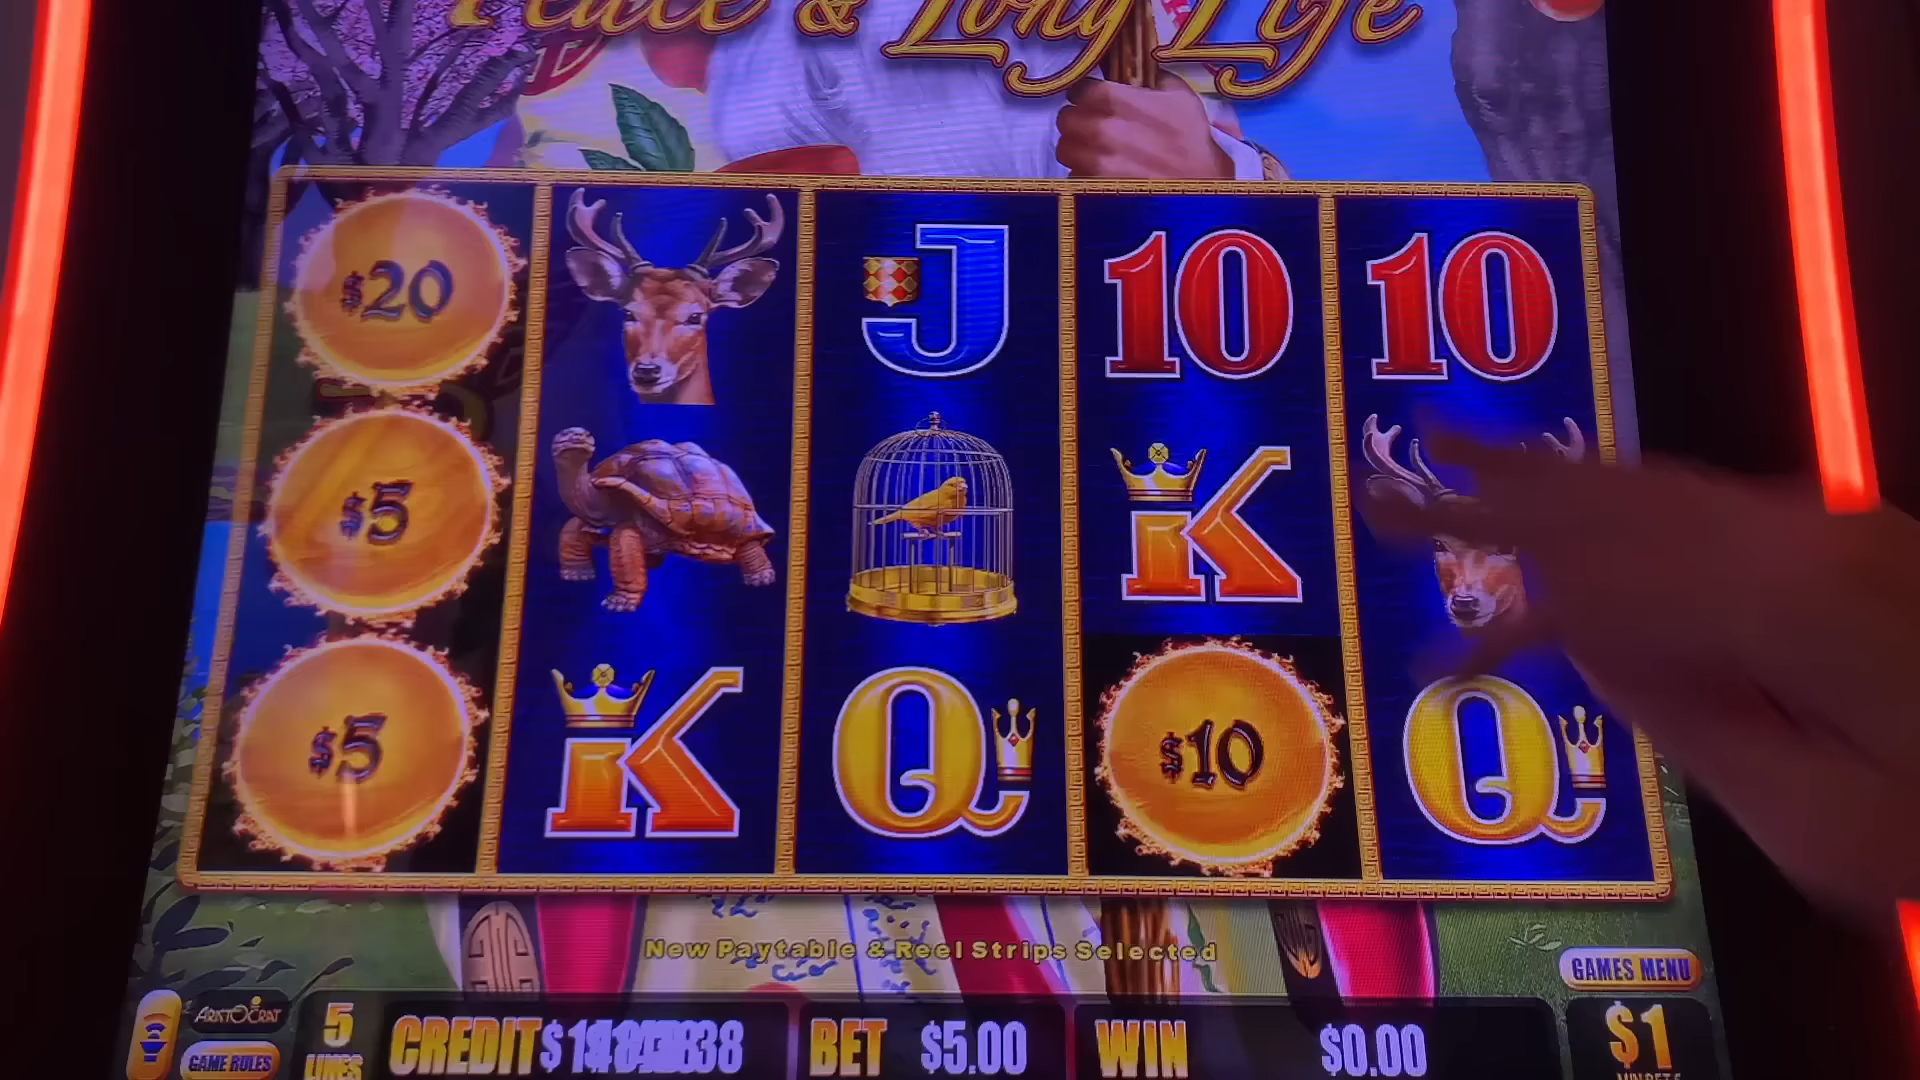 Peace & Long Life
$20
J
10
10
$5
K
$5
K
Q
$10
Q
New Paytable & Reel Strips Selected
GAMES MENU
ARISTOCRAT
GAME RULES
5
LINES
CREDIT
BET $5.00
WIN $0.00
$1